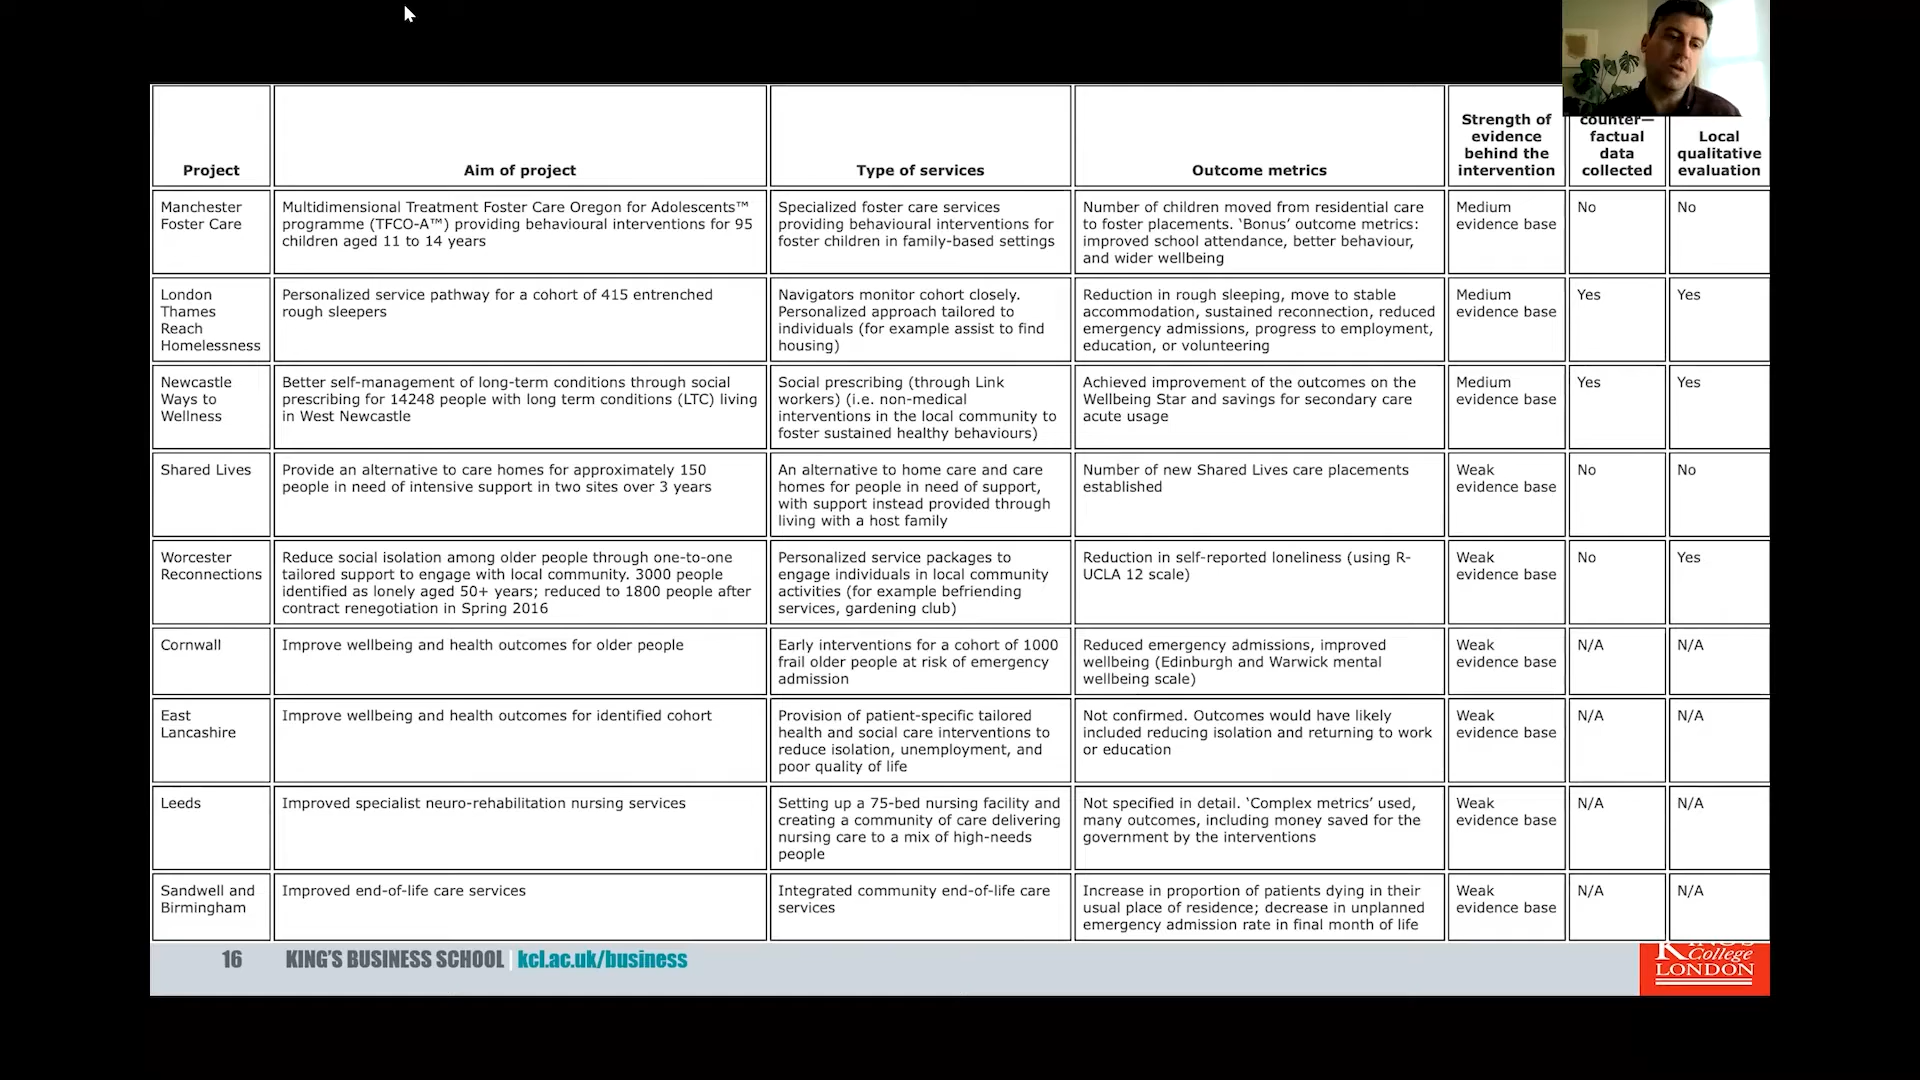 Project
Aim of project
Type of services
Outcome metrics
Strength of
evidence
behind the
intervention
counter—
factual
data
collected
Local
qualitative
evaluation
Manchester
Foster Care
Multidimensional Treatment Foster Care Oregon for Adolescents™
programme (TFCO-A™) providing behavioural interventions for 95
children aged 11 to 14 years
Specialized foster care services
providing behavioural interventions for
foster children in family-based settings
Number of children moved from residential care
to foster placements. ‘Bonus’ outcome metrics:
improved school attendance, better behaviour,
and wider wellbeing
Medium
evidence base
No
No
London
Thames
Reach
Homelessness
Personalized service pathway for a cohort of 415 entrenched
rough sleepers
Navigators monitor cohort closely.
Personalized approach tailored to
individuals (for example assist to find
housing)
Reduction in rough sleeping, move to stable
accommodation, sustained reconnection, reduced
emergency admissions, progress to employment,
education, or volunteering
Medium
evidence base
Yes
Yes
Newcastle
Ways to
Wellness
Better self-management of long-term conditions through social
prescribing for 14248 people with long term conditions (LTC) living
in West Newcastle
Social prescribing (through Link
workers) (i.e. non-medical
interventions in the local community to
foster sustained healthy behaviours)
Achieved improvement of the outcomes on the
Wellbeing Star and savings for secondary care
acute usage
Medium
evidence base
Yes
Yes
Shared Lives
Provide an alternative to care homes for approximately 150
people in need of intensive support in two sites over 3 years
An alternative to home care and care
homes for people in need of support,
with support instead provided through
living with a host family
Number of new Shared Lives care placements
established
Weak
evidence base
No
No
Worcester
Reconnections
Reduce social isolation among older people through one-to-one
tailored support to engage with local community. 3000 people
identified as lonely aged 50+ years; reduced to 1800 people after
contract renegotiation in Spring 2016
Personalized service packages to
engage individuals in local community
activities (for example befriending
services, gardening club)
Reduction in self-reported loneliness (using R-
UCLA 12 scale)
Weak
evidence base
No
Yes
Cornwall
Improve wellbeing and health outcomes for older people
Early interventions for a cohort of 1000
frail older people at risk of emergency
admission
Reduced emergency admissions, improved
wellbeing (Edinburgh and Warwick mental
wellbeing scale)
Weak
evidence base
N/A
N/A
East
Lancashire
Improve wellbeing and health outcomes for identified cohort
Provision of patient-specific tailored
health and social care interventions to
reduce isolation, unemployment, and
poor quality of life
Not confirmed. Outcomes would have likely
included reducing isolation and returning to work
or education
Weak
evidence base
N/A
N/A
Leeds
Improved specialist neuro-rehabilitation nursing services
Setting up a 75-bed nursing facility and
creating a community of care delivering
nursing care to a mix of high-needs
people
Not specified in detail. ‘Complex metrics’ used,
many outcomes, including money saved for the
government by the interventions
Weak
evidence base
N/A
N/A
Sandwell and
Birmingham
Improved end-of-life care services
Integrated community end-of-life care
services
Increase in proportion of patients dying in their
usual place of residence; decrease in unplanned
emergency admission rate in final month of life
Weak
evidence base
N/A
N/A
16
KING'S BUSINESS SCHOOL | kcl.ac.uk/business
KING'S
College
LONDON